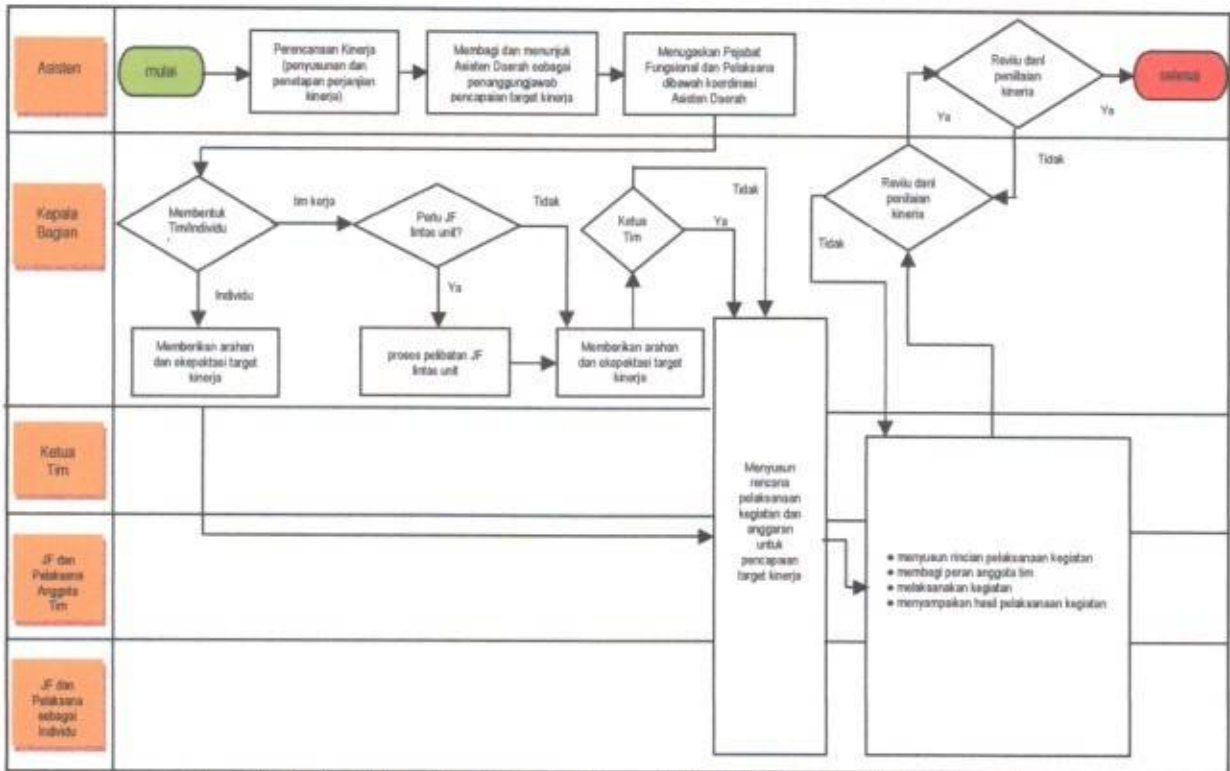 Asisten
mulai
Perencanaan Kinerja
(penyusunan dan
penetapan perjanjian
kinerja)
Membagi dan menunjuk
Asisten Daerah sebagai
penanggungjawab
pencapaian target kinerja
Menugaskan Pejabat
Fungsional dan Pelaksana
dibawah koordinasi
Asisten Daerah
Reviu danl
penilaian
kinerja
Ya
selesai
Ya
Tidak
Kepala
Bagian
Membentuk
Tim/Individu
tim kerja
Perlu JF
lintas unit?
Tidak
Ketua
Tim
Tidak
Ya
Reviu danl
penilaian
kinerja
Tidak
Individu
Ya
Memberikan arahan
dan ekepektasi target
kinerja
proses pelibatan JF
lintas unit
Memberikan arahan
dan ekepektasi target
kinerja
Ketua
Tim
Menyusun
rencana
pelaksanaan
kegiatan dan
anggaran
untuk
pencapaian
target kinerja
JF dan
Pelaksana
Anggota
Tim
• menyusun rincian pelaksanaan kegiatan
• membagi peran anggota tim
• melaksanakan kegiatan
• menyampaikan hasil pelaksanaan kegiatan
JF dan
Pelaksana
sebagai
Individu